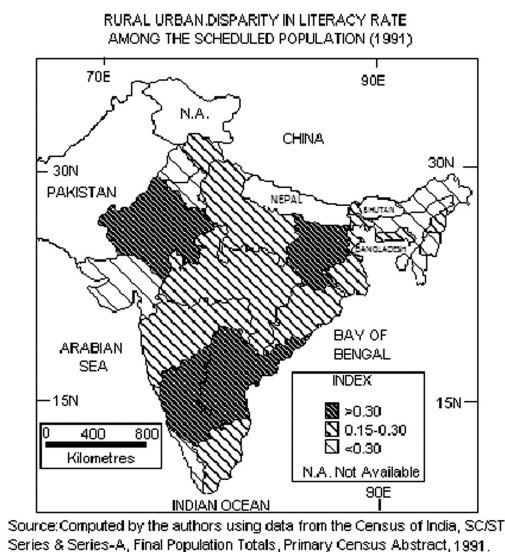 RURAL URBAN.DISPARITY IN LITERACY RATE
AMONG THE SCHEDULED POPULATION (1991)
70E
90E
N.A.
CHINA
30N
30N
PAKISTAN
NEPAL
BHUTAN
BANGLADESH
ARABIAN
SEA
BAY OF
BENGAL
INDEX
>0.30
0.15-0.30
<0.30
N.A. Not Available
15N
15N
0 400 800
Kilometres
INDIAN OCEAN
90E
Source:Computed by the authors using data from the Census of India, SC/ST
Series & Series-A, Final Population Totals, Primary Census Abstract, 1991.